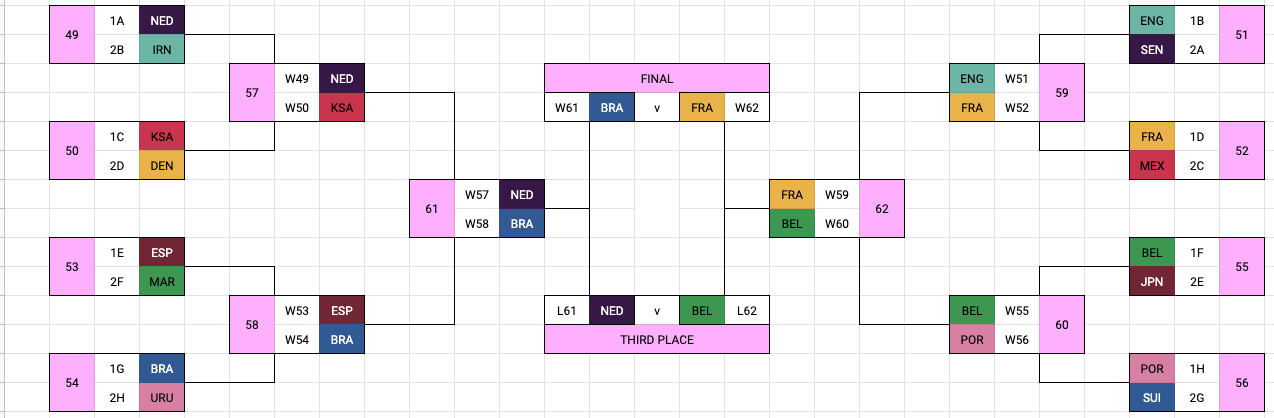 49 1A NED
2B IRN
50 1C KSA
2D DEN
53 1E ESP
2F MAR
54 1G BRA
2H URU
57 W49 NED
W50 KSA
58 W53 ESP
W54 BRA
61 W57 NED
W58 BRA
FINAL
W61 BRA v FRA W62
L61 NED v BEL L62
THIRD PLACE
FRA W59 62
BEL W60
ENG W51 59
FRA W52
BEL W55 60
POR W56
ENG 1B 51
SEN 2A
FRA 1D 52
MEX 2C
BEL 1F 55
JPN 2E
POR 1H 56
SUI 2G